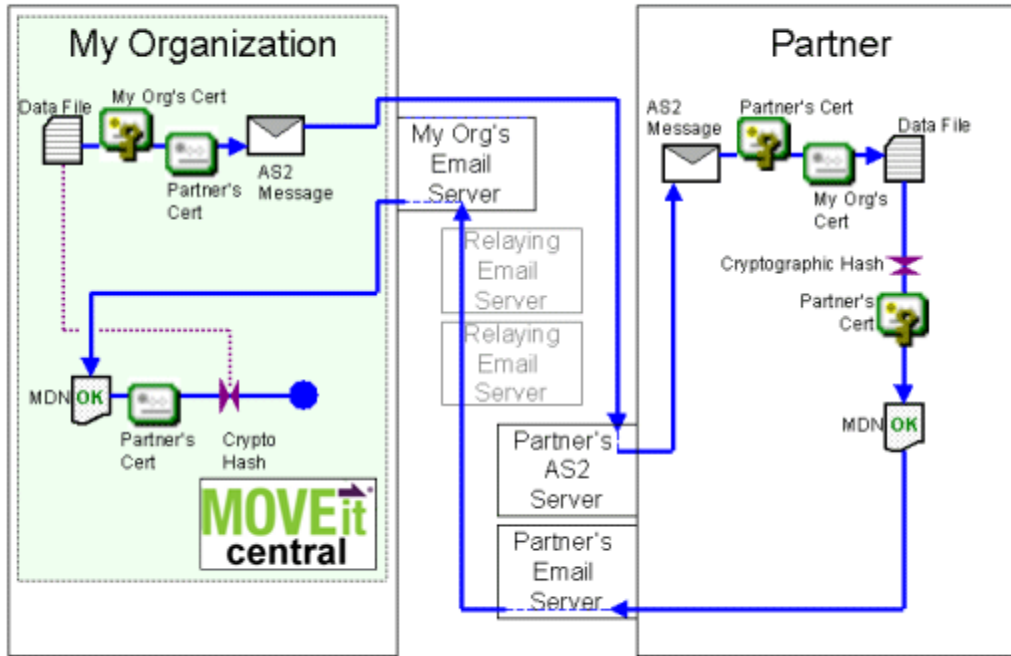 My Organization
Data File
My Org's Cert
Partner's
Cert
AS2
Message
My Org's
Email
Server
Relaying
Email
Server
Relaying
Email
Server
MDN
OK
Partner's
Cert
Crypto
Hash
MOVEit
central
Partner's
AS2
Server
Partner's
Email
Server
Partner
AS2
Message
Partner's Cert
My Org's
Cert
Data File
Cryptographic Hash
Partner's
Cert
MDN
OK